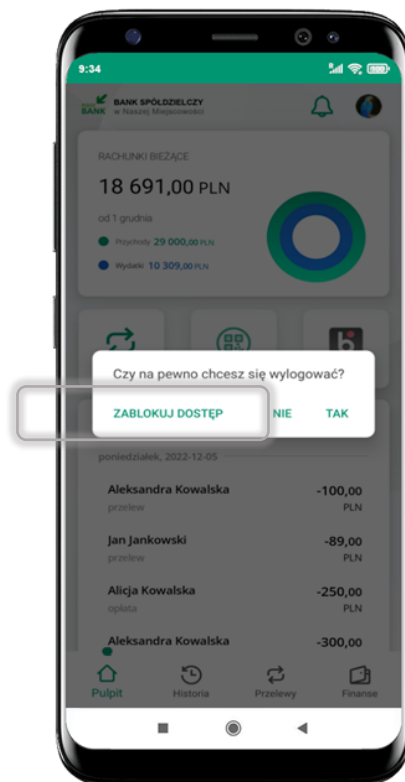 9:34
NASZ BANK
BANK SPÓŁDZIELCZY
w Naszej Miejscowości
RACHUNKI BIEŻĄCE
18 691,00 PLN
od 1 grudnia
Przychody 29 000,00 PLN
Wydatki 10 309,00 PLN
Czy na pewno chcesz się wylogować?
ZABLOKUJ DOSTĘP NIE TAK
poniedziałek, 2022-12-05
Aleksandra Kowalska -100,00
przelew PLN
Jan Jankowski -89,00
przelew PLN
Alicja Kowalska -250,00
opłata PLN
Aleksandra Kowalska -300,00
Pulpit Historia Przelewy Finanse